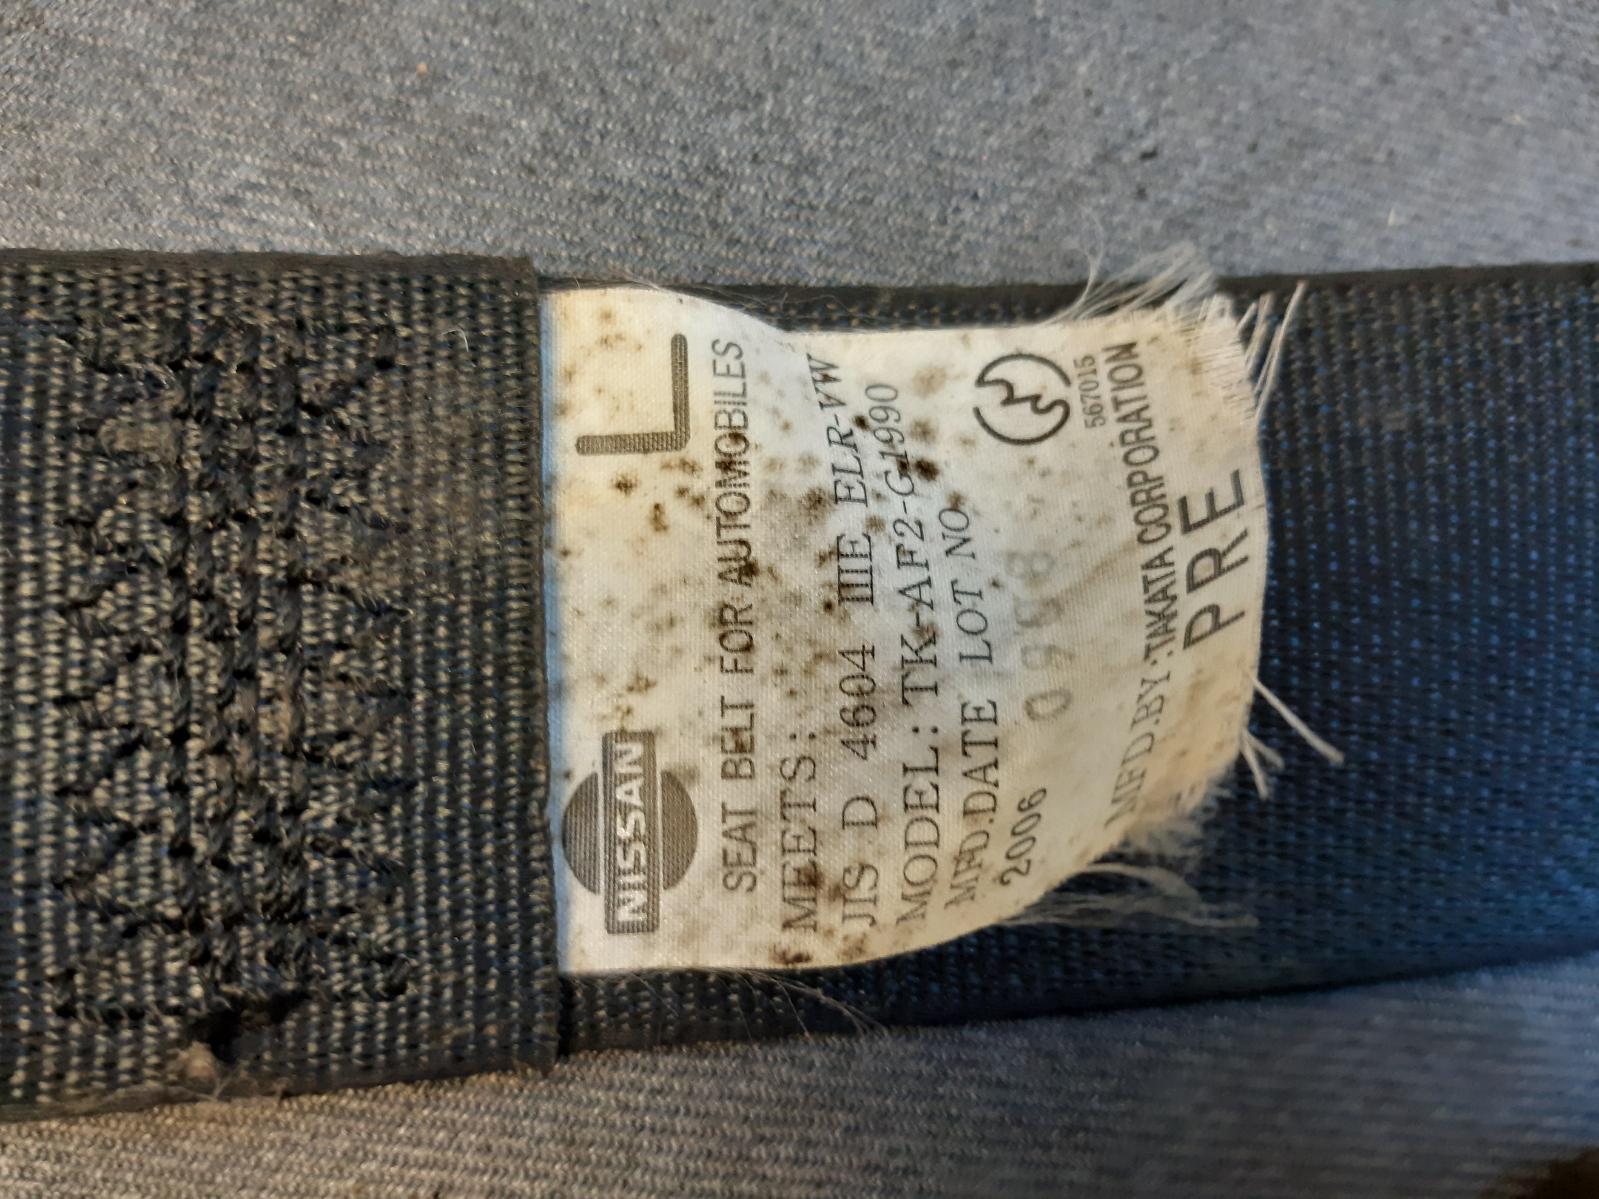 NISSAN L
SEAT BELT FOR AUTOMOBILES
MEETS:
JIS D 4604 IIIE ELR-VW
MODEL: TK-AF2-G1990
MFD.DATE LOT NO.
2006
567015
MFD.BY:TAKATA CORPORATION
PRE